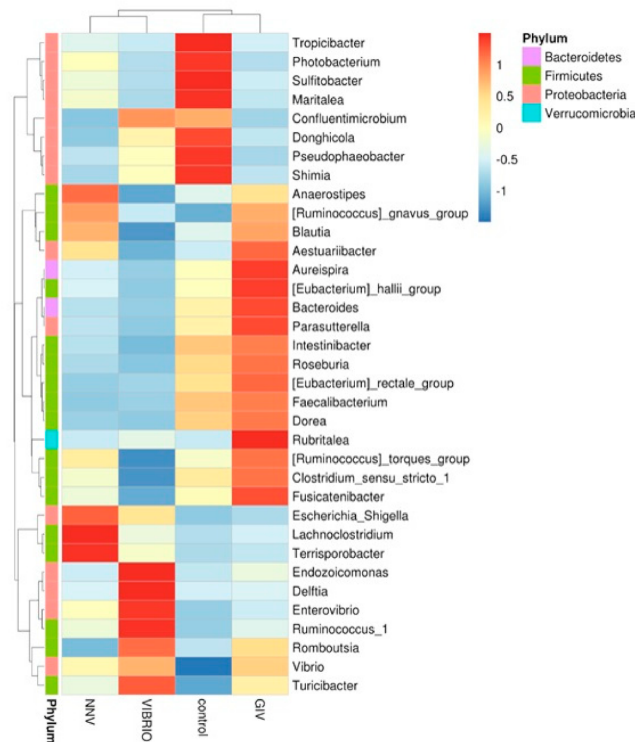 Tropicibacter
Photobacterium
Sulfitobacter
Maritalea
Confluentimicrobium
Donghicola
Pseudophaeobacter
Shimia
Anaerostipes
[Ruminococcus]_gnavus_group
Blautia
Aestuariibacter
Aureispira
[Eubacterium]_hallii_group
Bacteroides
Parasutterella
Intestinibacter
Roseburia
[Eubacterium]_rectale_group
Faecalibacterium
Dorea
Rubritalea
[Ruminococcus]_torques_group
Clostridium_sensu_stricto_1
Fusicatenibacter
Escherichia_Shigella
Lachnoclostridium
Terrisporobacter
Endozoicomonas
Delftia
Enterovibrio
Ruminococcus_1
Romboutsia
Vibrio
Turicibacter
Phylum
NNV
VIBRIO
control
GIV
1
0.5
0
-0.5
-1
Phylum
Bacteroidetes
Firmicutes
Proteobacteria
Verrucomicrobia